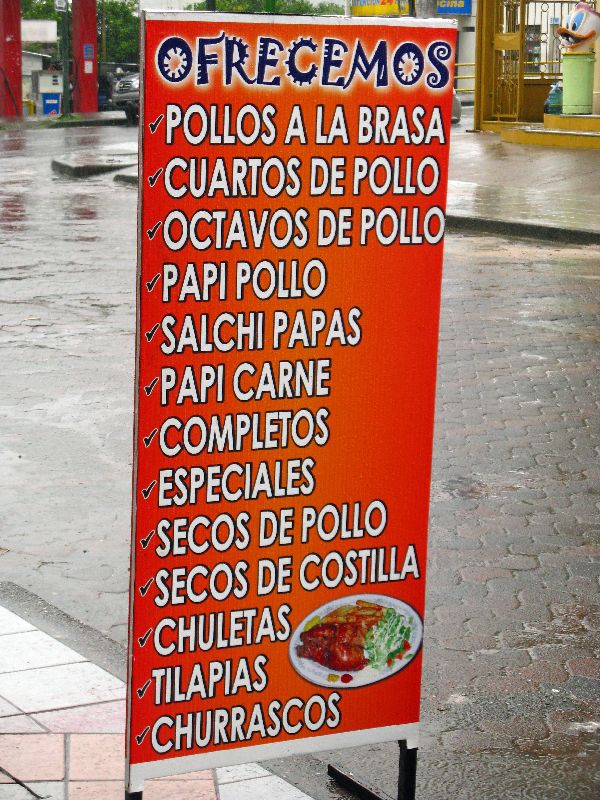 OFRECEMOS
POLLOS A LA BRASA
CUARTOS DE POLLO
OCTAVOS DE POLLO
PAPI POLLO
SALCHI PAPAS
PAPI CARNE
COMPLETOS
ESPECIALES
SECOS DE POLLO
SECOS DE COSTILLA
CHULETAS
TILAPIAS
CHURRASCOS